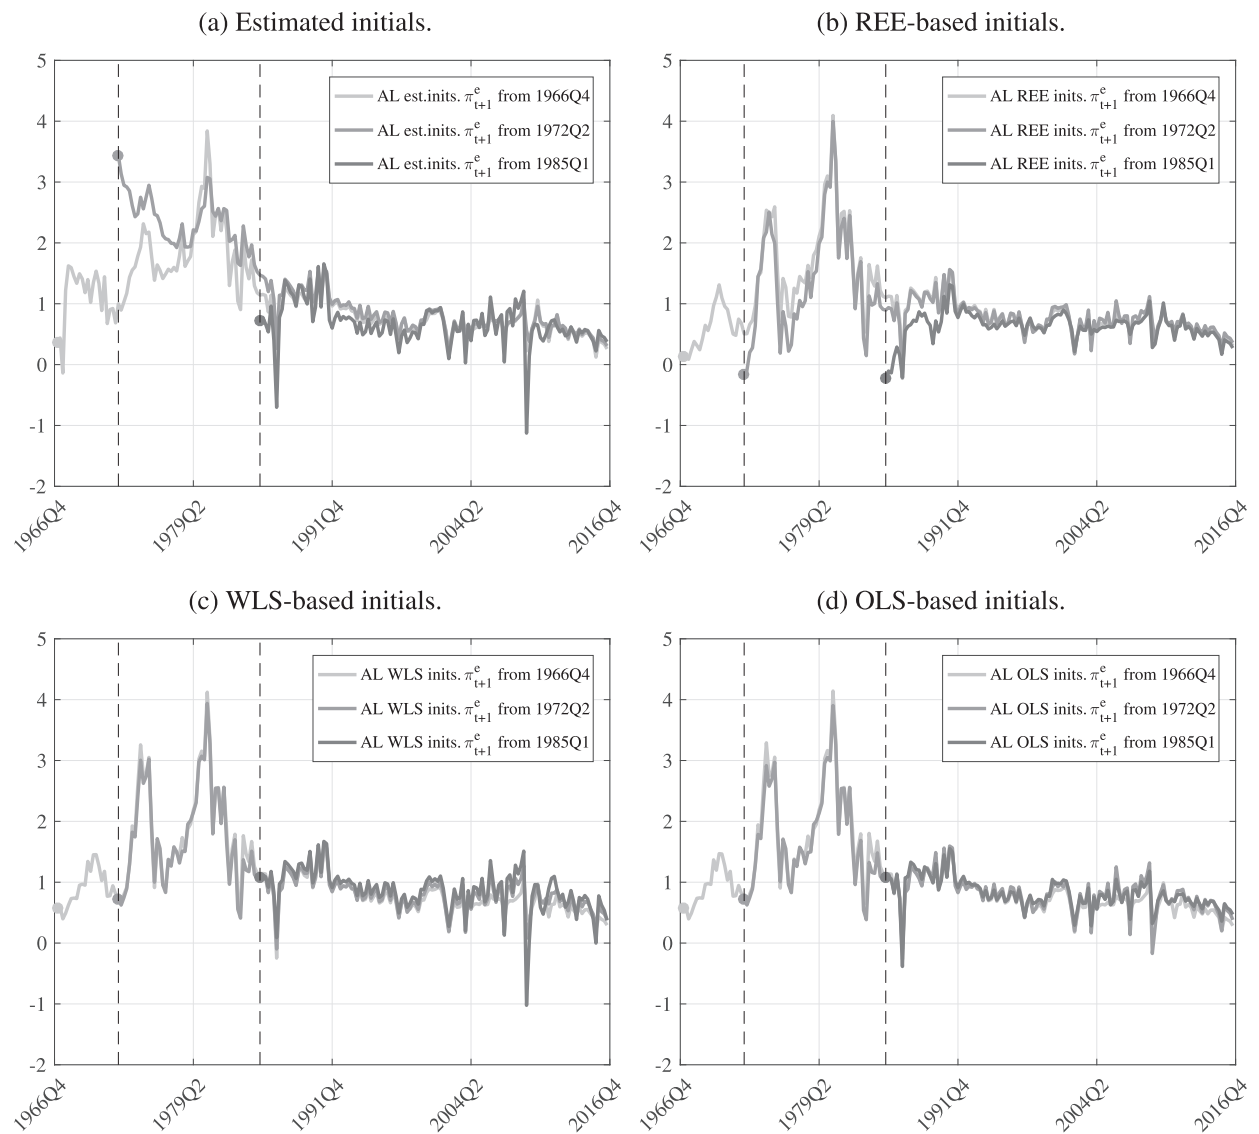 (a) Estimated initials.
5
4
3
2
1
0
-1
-2
AL est.inits. π^e_{t+1} from 1966Q4
AL est.inits. π^e_{t+1} from 1972Q2
AL est.inits. π^e_{t+1} from 1985Q1
1966Q4
1979Q2
1991Q4
2004Q2
2016Q4
(b) REE-based initials.
5
4
3
2
1
0
-1
-2
AL REE inits. π^e_{t+1} from 1966Q4
AL REE inits. π^e_{t+1} from 1972Q2
AL REE inits. π^e_{t+1} from 1985Q1
1966Q4
1979Q2
1991Q4
2004Q2
2016Q4
(c) WLS-based initials.
5
4
3
2
1
0
-1
-2
AL WLS inits. π^e_{t+1} from 1966Q4
AL WLS inits. π^e_{t+1} from 1972Q2
AL WLS inits. π^e_{t+1} from 1985Q1
1966Q4
1979Q2
1991Q4
2004Q2
2016Q4
(d) OLS-based initials.
5
4
3
2
1
0
-1
-2
AL OLS inits. π^e_{t+1} from 1966Q4
AL OLS inits. π^e_{t+1} from 1972Q2
AL OLS inits. π^e_{t+1} from 1985Q1
1966Q4
1979Q2
1991Q4
2004Q2
2016Q4